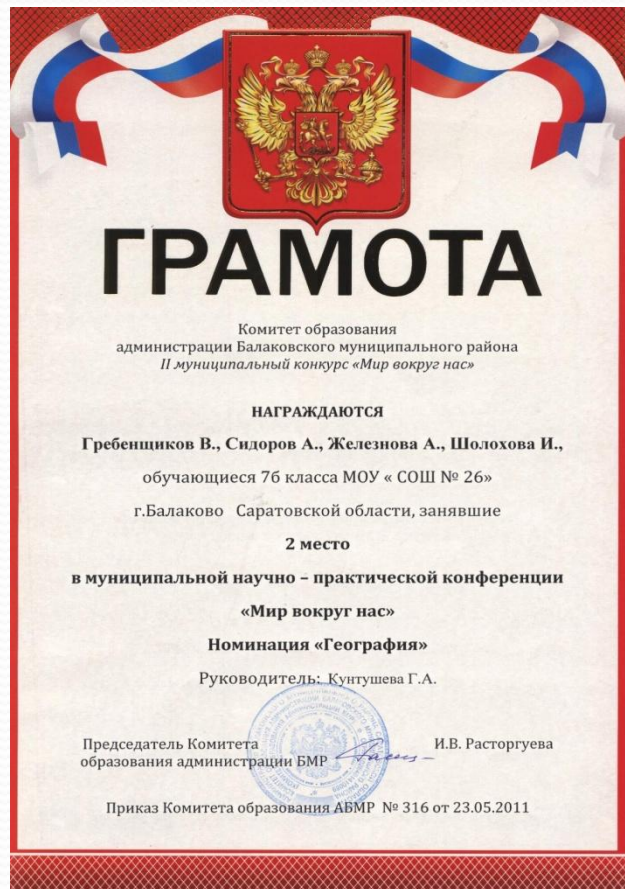 ГРАМОТА
Комитет образования
администрации Балаковского муниципального района
II муниципальный конкурс «Мир вокруг нас»
НАГРАЖДАЮТСЯ
Гребенщиков В., Сидоров А., Железнова А., Шолохова И.,
обучающиеся 7б класса МОУ « СОШ № 26»
г.Балаково Саратовской области, занявшие
2 место
в муниципальной научно – практической конференции
«Мир вокруг нас»
Номинация «География»
Руководитель: Кунтушева Г.А.
Председатель Комитета И.В. Расторгуева
образования администрации БМР
Приказ Комитета образования АБМР № 316 от 23.05.2011